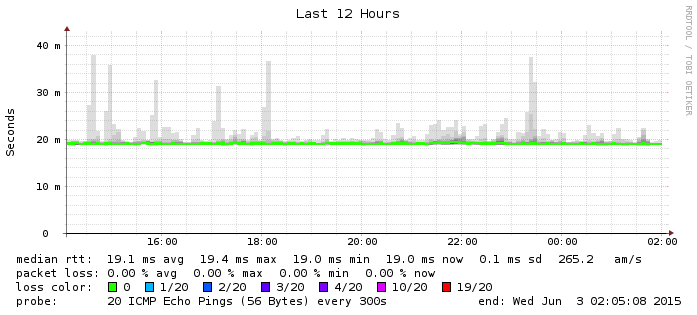 Last 12 Hours
RRDTOOL / TOBI OETIKER
Seconds
40 m
30 m
20 m
10 m
0
16:00 18:00 20:00 22:00 00:00 02:00
median rtt: 19.1 ms avg 19.4 ms max 19.0 ms min 19.0 ms now 0.1 ms sd 265.2 am/s
packet loss: 0.00 % avg 0.00 % max 0.00 % min 0.00 % now
loss color: 0 1/20 2/20 3/20 4/20 10/20 19/20
probe: 20 ICMP Echo Pings (56 Bytes) every 300s end: Wed Jun 3 02:05:08 2015